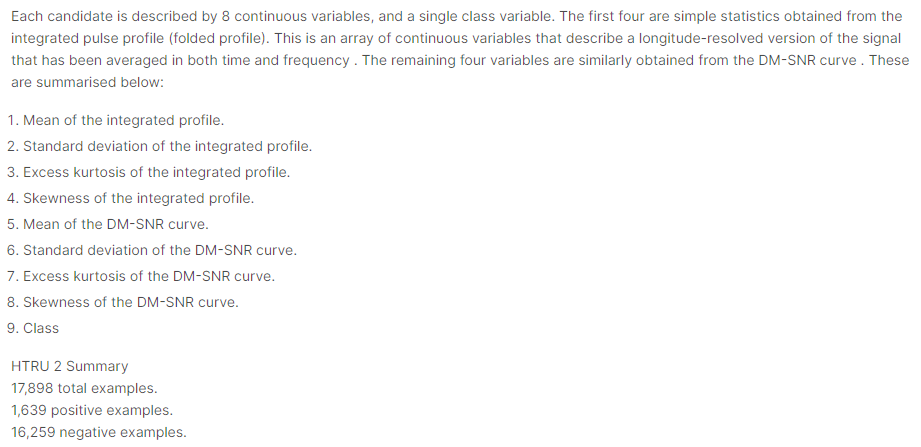 Each candidate is described by 8 continuous variables, and a single class variable. The first four are simple statistics obtained from the
integrated pulse profile (folded profile). This is an array of continuous variables that describe a longitude-resolved version of the signal
that has been averaged in both time and frequency . The remaining four variables are similarly obtained from the DM-SNR curve . These
are summarised below:
1. Mean of the integrated profile.
2. Standard deviation of the integrated profile.
3. Excess kurtosis of the integrated profile.
4. Skewness of the integrated profile.
5. Mean of the DM-SNR curve.
6. Standard deviation of the DM-SNR curve.
7. Excess kurtosis of the DM-SNR curve.
8. Skewness of the DM-SNR curve.
9. Class
HTRU 2 Summary
17,898 total examples.
1,639 positive examples.
16,259 negative examples.